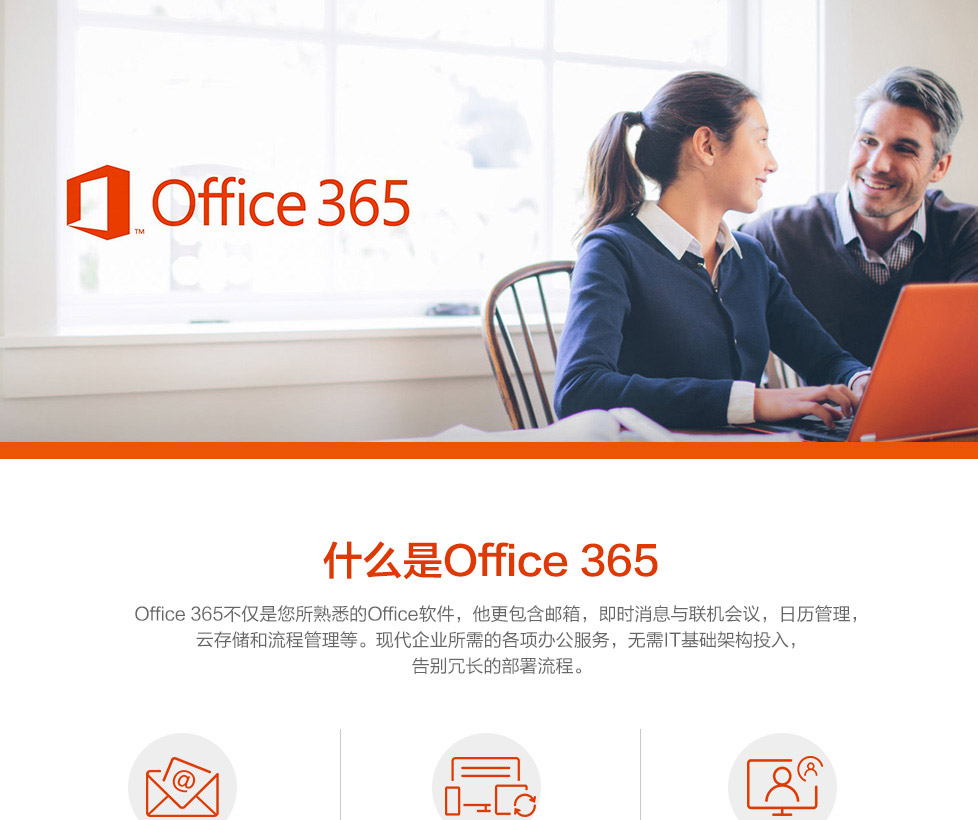 Office 365
TM
什么是Office 365
Office 365不仅是您所熟悉的Office软件，他更包含邮箱，即时消息与联机会议，日历管理，
云存储和流程管理等。现代企业所需的各项办公服务，无需IT基础架构投入，
告别冗长的部署流程。
@